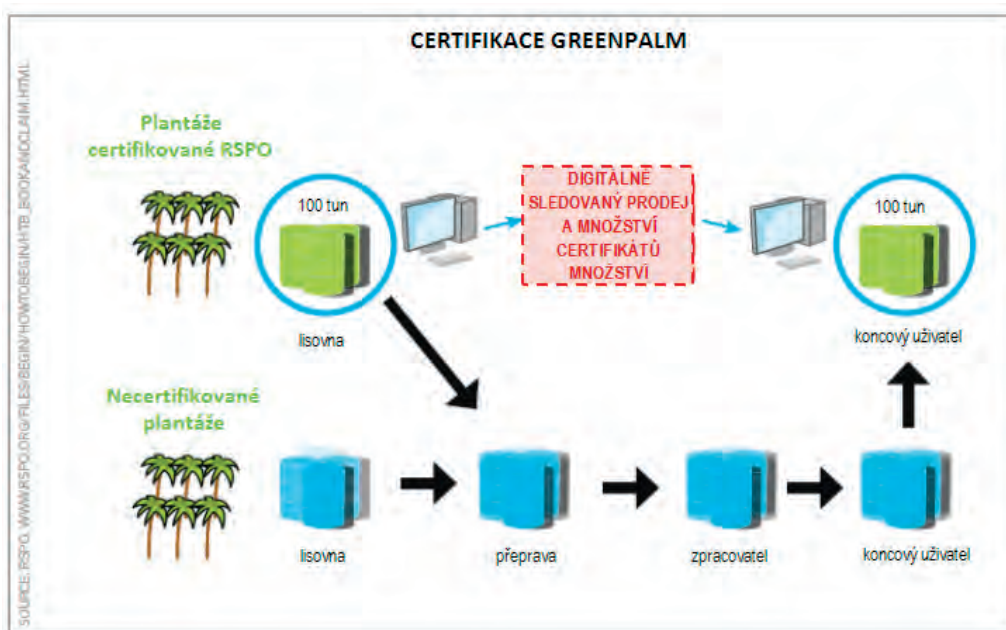 CERTIFIKACE GREENPALM
Plantáže
certifikované RSPO
100 tun
DIGITÁLNĚ
SLEDOVANÝ PRODEJ
A MNOŽSTVÍ
CERTIFIKÁTŮ
MNOŽSTVÍ
100 tun
lisovna
koncový uživatel
Necertifikované
plantáže
lisovna
přeprava
zpracovatel
koncový uživatel
SOURCE: RSPO, WWW.RSPO.ORG/FILES/BEGIN/HOWTOBEGIN/HTB_BOOKANDCLAIM.HTML